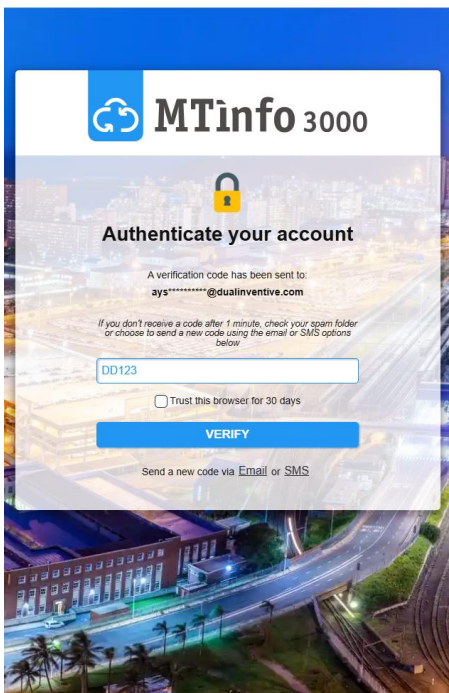 MTinfo 3000
Authenticate your account
A verification code has been sent to:
ays**********@dualinventive.com
If you don't receive a code after 1 minute, check your spam folder
or choose to send a new code using the email or SMS options
below
DD123
Trust this browser for 30 days
VERIFY
Send a new code via Email or SMS